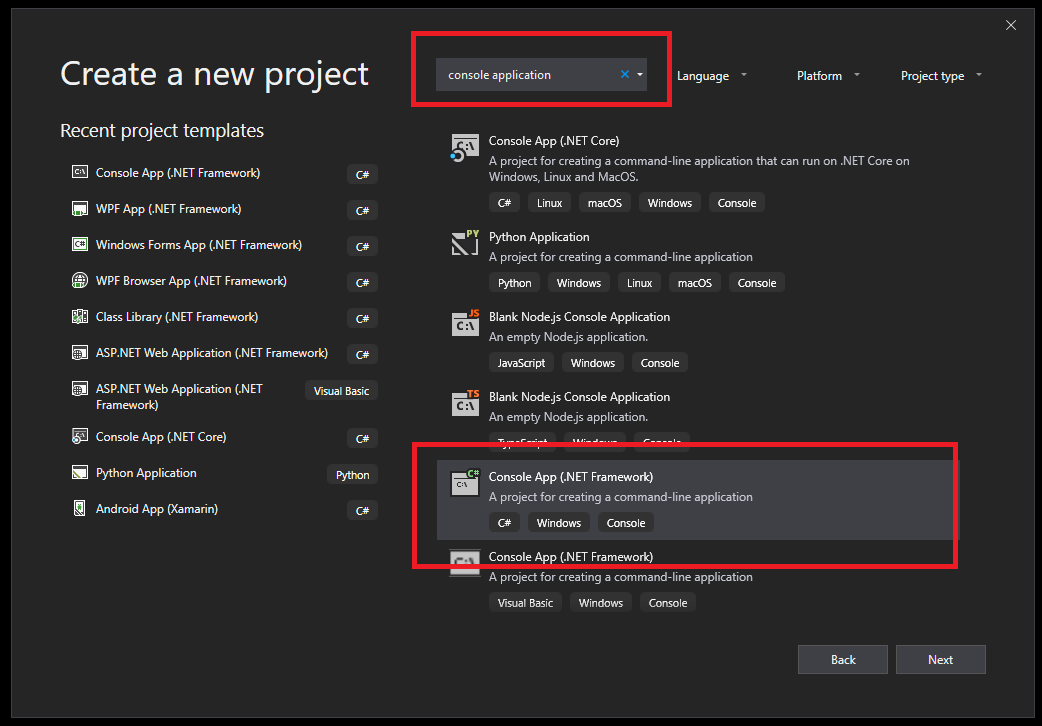 Create a new project
console application
Language
Platform
Project type
Recent project templates
Console App (.NET Framework)
C#
WPF App (.NET Framework)
C#
Windows Forms App (.NET Framework)
C#
WPF Browser App (.NET Framework)
C#
Class Library (.NET Framework)
C#
ASP.NET Web Application (.NET Framework)
C#
ASP.NET Web Application (.NET
Framework)
Visual Basic
Console App (.NET Core)
C#
Python Application
Python
Android App (Xamarin)
C#
C:\
Console App (.NET Core)
A project for creating a command-line application that can run on .NET Core on
Windows, Linux and MacOS.
C# Linux macOS Windows Console
PY
Python Application
A project for creating a command-line application
Python Windows Linux macOS Console
JS
C:\
Blank Node.js Console Application
An empty Node.js application.
JavaScript Windows Console
TS
C:\
Blank Node.js Console Application
An empty Node.js application.
TypeScript Windows Console
C#
C:\
Console App (.NET Framework)
A project for creating a command-line application
C# Windows Console
Console App (.NET Framework)
A project for creating a command-line application
Visual Basic Windows Console
Back
Next